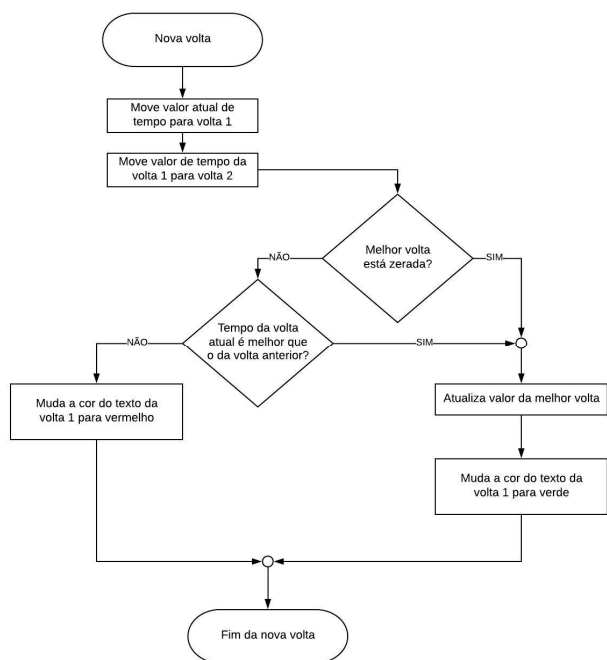 Nova volta
Move valor atual de
tempo para volta 1
Move valor de tempo da
volta 1 para volta 2
Melhor volta
está zerada?
NÃO
SIM
Tempo da volta
atual é melhor que
o da volta anterior?
NÃO
SIM
Muda a cor do texto da
volta 1 para vermelho
Atualiza valor da melhor volta
Muda a cor do texto da
volta 1 para verde
Fim da nova volta